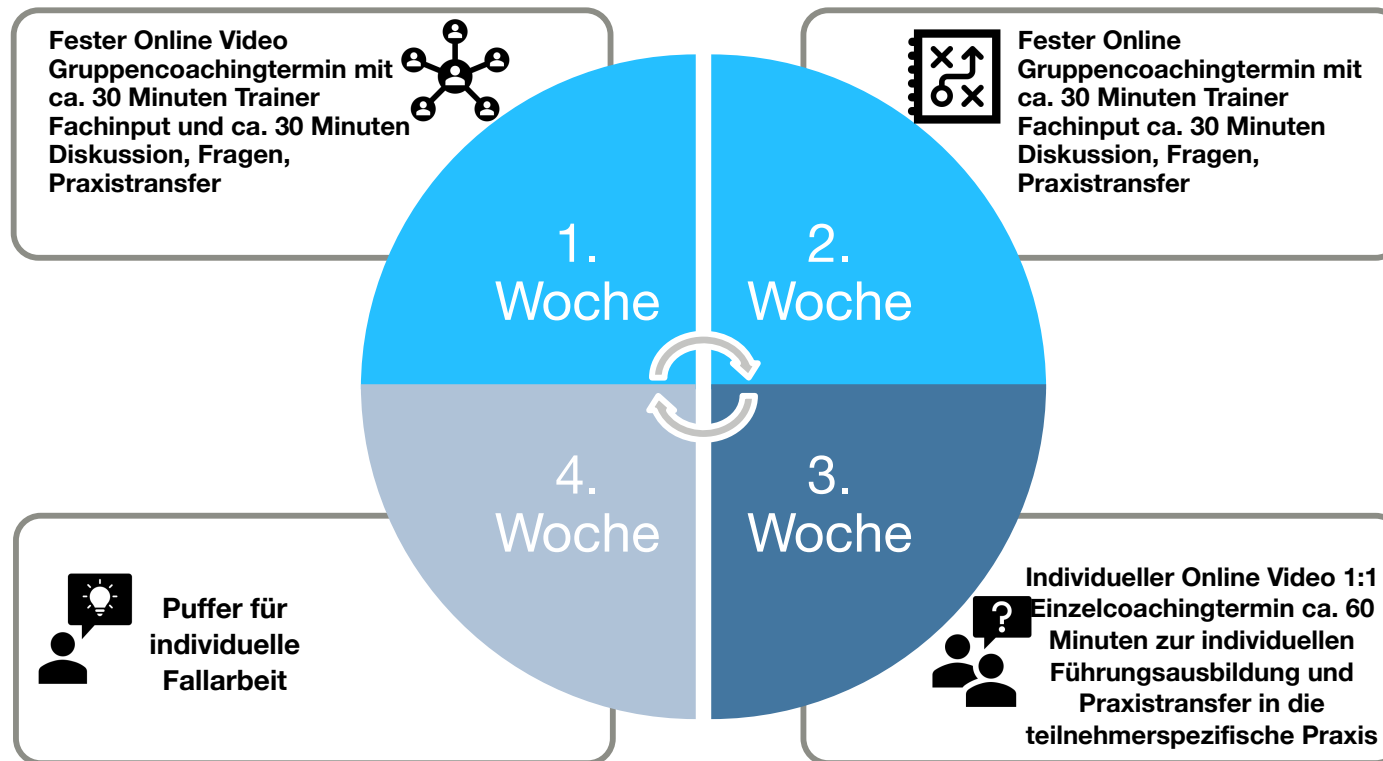 Fester Online Video
Gruppencoachingtermin mit
ca. 30 Minuten Trainer
Fachinput und ca. 30 Minuten
Diskussion, Fragen,
Praxistransfer
Fester Online
Gruppencoachingtermin mit
ca. 30 Minuten Trainer
Fachinput ca. 30 Minuten
Diskussion, Fragen,
Praxistransfer
1.
Woche
2.
Woche
4.
Woche
3.
Woche
Puffer für
individuelle
Fallarbeit
?
Individueller Online Video 1:1
Einzelcoachingtermin ca. 60
Minuten zur individuellen
Führungsausbildung und
Praxistransfer in die
teilnehmerspezifische Praxis